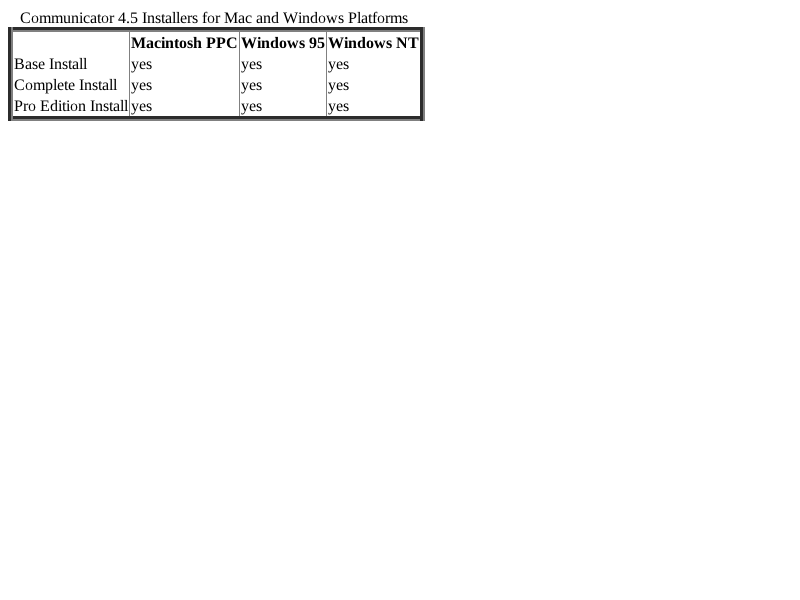 Communicator 4.5 Installers for Mac and Windows Platforms
Macintosh PPC Windows 95 Windows NT
Base Install yes yes yes
Complete Install yes yes yes
Pro Edition Install yes yes yes